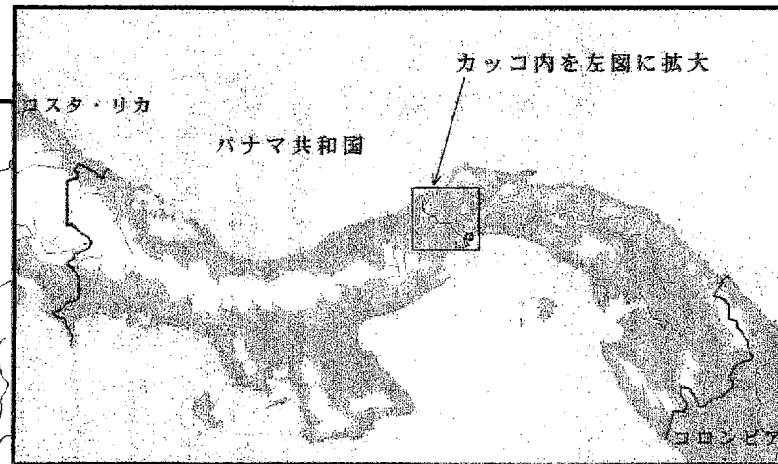 カッコ内を左図に拡大
コスタ・リカ
パナマ共和国
コロンビア